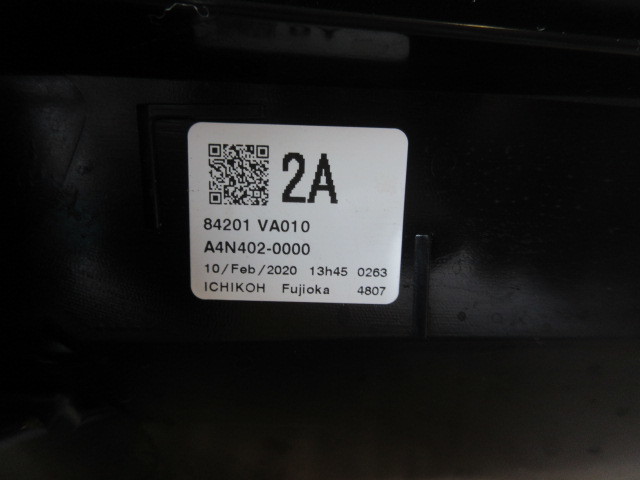 2A
84201 VA010
A4N402-0000
10/Feb/2020 13h45 0263
ICHIKOH Fujioka 4807